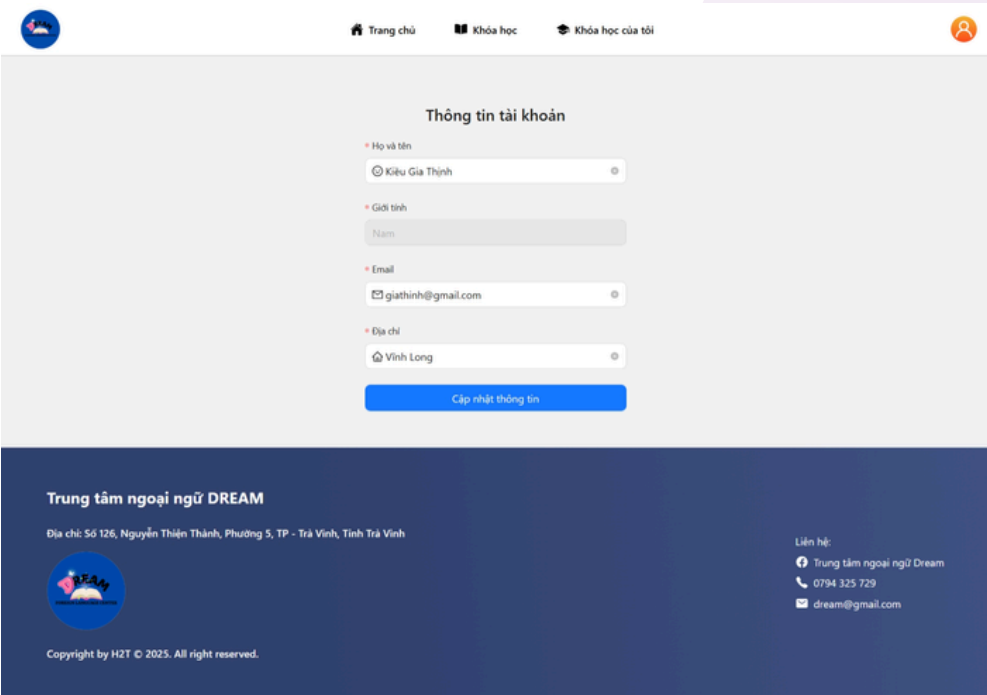 Trang chủ
Khóa học
Khóa học của tôi
Thông tin tài khoản
* Họ và tên
Kiều Gia Thịnh
* Giới tính
Nam
* Email
giathinh@gmail.com
* Địa chỉ
Vĩnh Long
Cập nhật thông tin
Trung tâm ngoại ngữ DREAM
Địa chỉ: Số 126, Nguyễn Thiện Thành, Phường 5, TP - Trà Vinh, Tỉnh Trà Vinh
DREAM
Copyright by H2T © 2025. All right reserved.
Liên hệ:
Trung tâm ngoại ngữ Dream
0794 325 729
dream@gmail.com